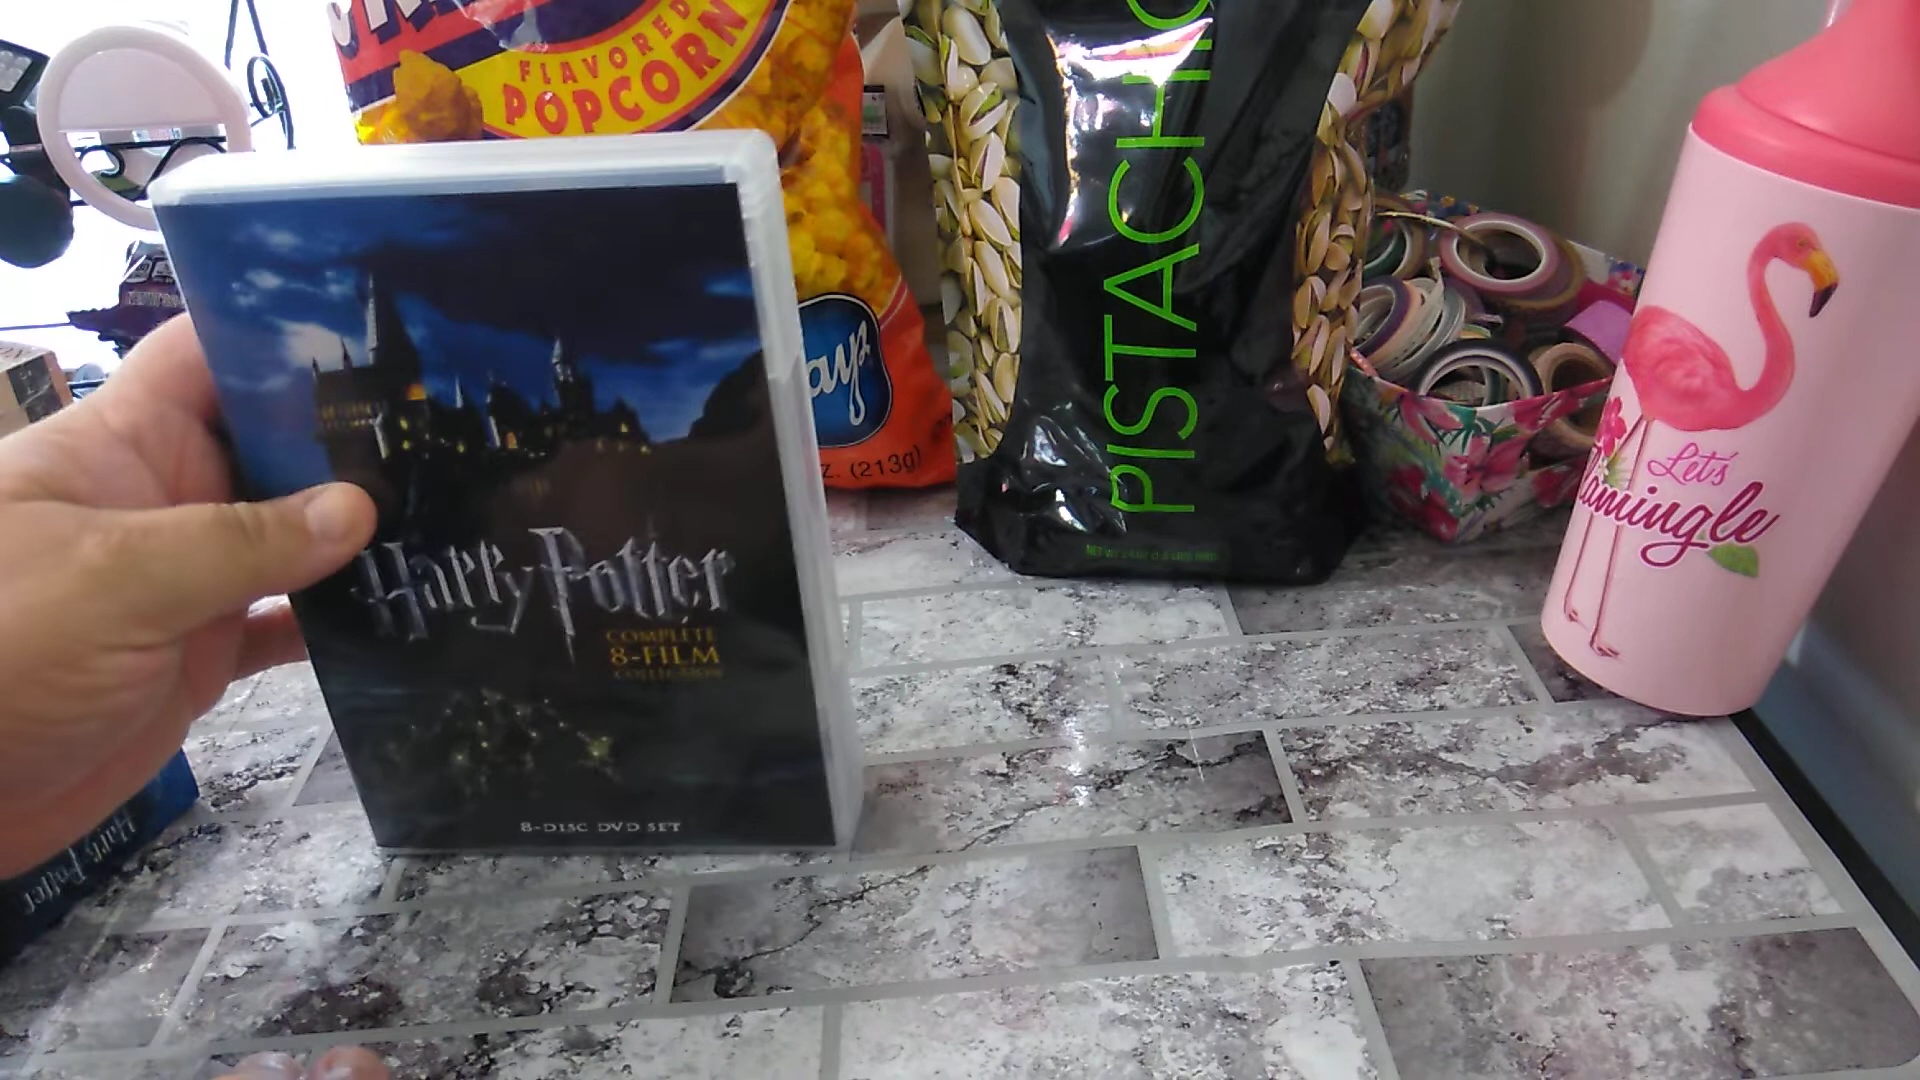 FLAVORED
POPCORN
Z. (213g)
PISTACHIO
Harry Potter
COMPLETE
8-FILM
COLLECTION
8-DISC DVD SET
Let's
flamingle
Harry Potter